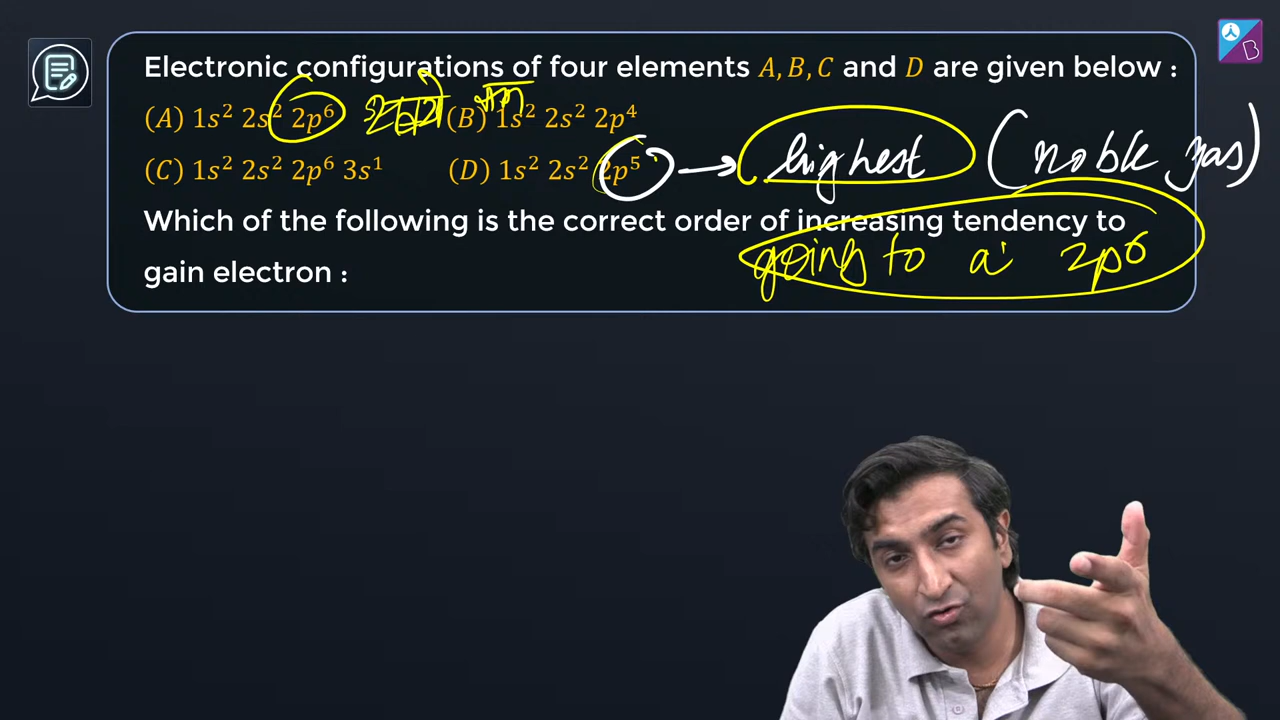 Electronic configurations of four elements A, B, C and D are given below :
(A) 1s² 2s² 2p⁶ (B) 1s² 2s² 2p⁴
(C) 1s² 2s² 2p⁶ 3s¹ (D) 1s² 2s² 2p⁵ → highest (noble gas)
Which of the following is the correct order of increasing tendency to
gain electron :
going to a 2p6
B